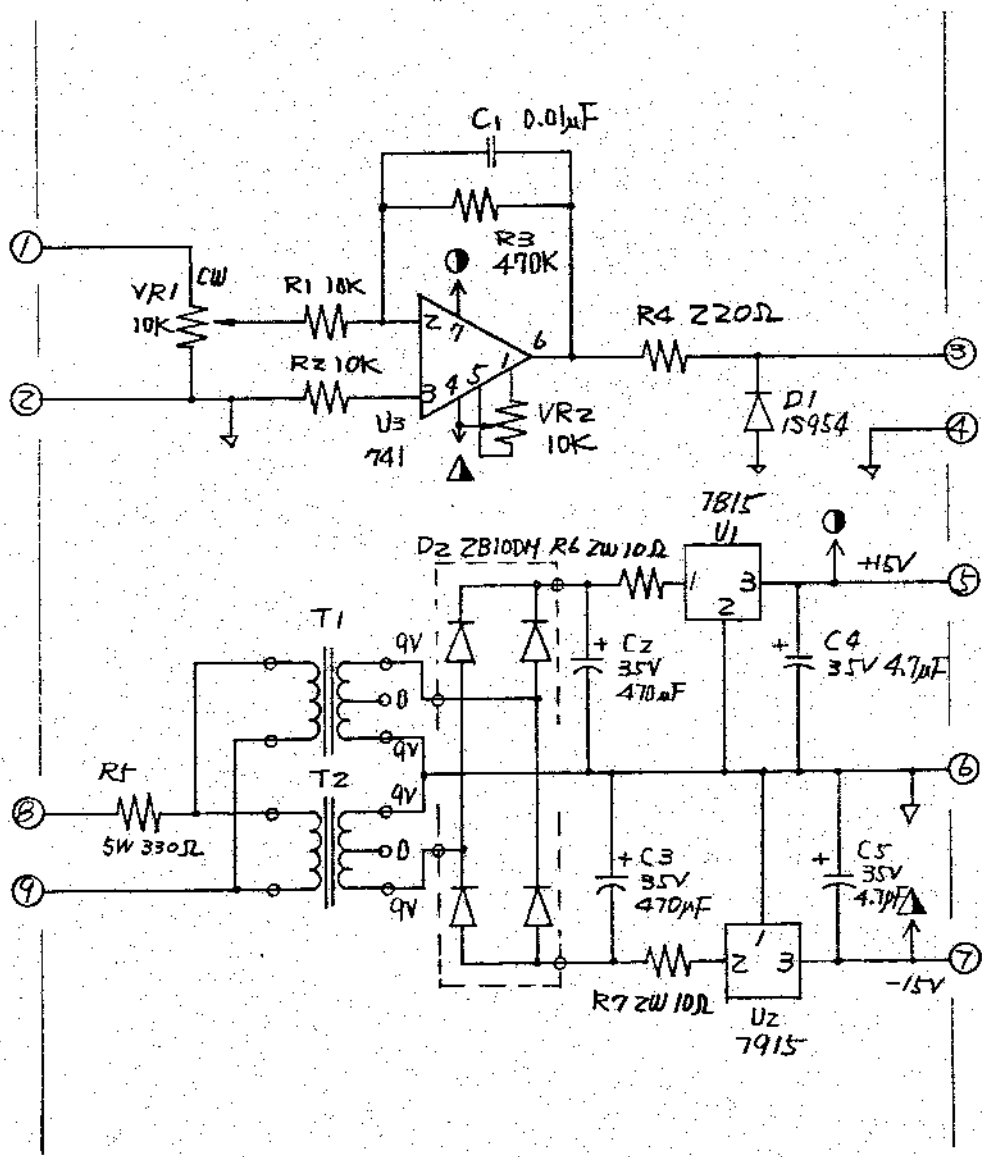 C1 0.01μF
R3
470K
1
CW
VR1
10K
R1 10K
2
7
6
R4 220Ω
3
R2 10K
3
4
5
1
2
U3
741
VR2
10K
D1
1S954
4
7815
U1
D2 2B10DM
R6 2W 10Ω
1
3
2
+15V
5
T1
9V
0
9V
+ C2
35V
470μF
+ C4
35V 4.7μF
6
T2
9V
0
9V
8
5W 330Ω
9
+ C3
35V
470μF
+ C5
35V
4.7μF
1
2
3
7
-15V
R7 2W 10Ω
U2
7915